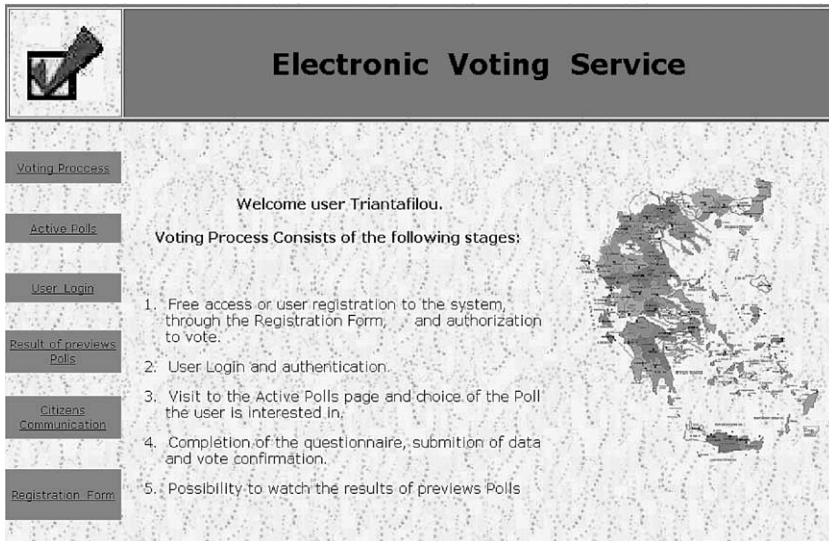 Electronic Voting Service
Voting Proccess
Active Polls
User Login
Result of previews
Polls
Citizens
Communication
Registration Form
Welcome user Triantafilou.
Voting Process Consists of the following stages:
1. Free access or user registration to the system,
through the Registration Form, and authorization
to vote.
2. User Login and authentication.
3. Visit to the Active Polls page and choice of the Poll
the user is interested in.
4. Completion of the questionnaire, submition of data
and vote confirmation.
5. Possibility to watch the results of previews Polls